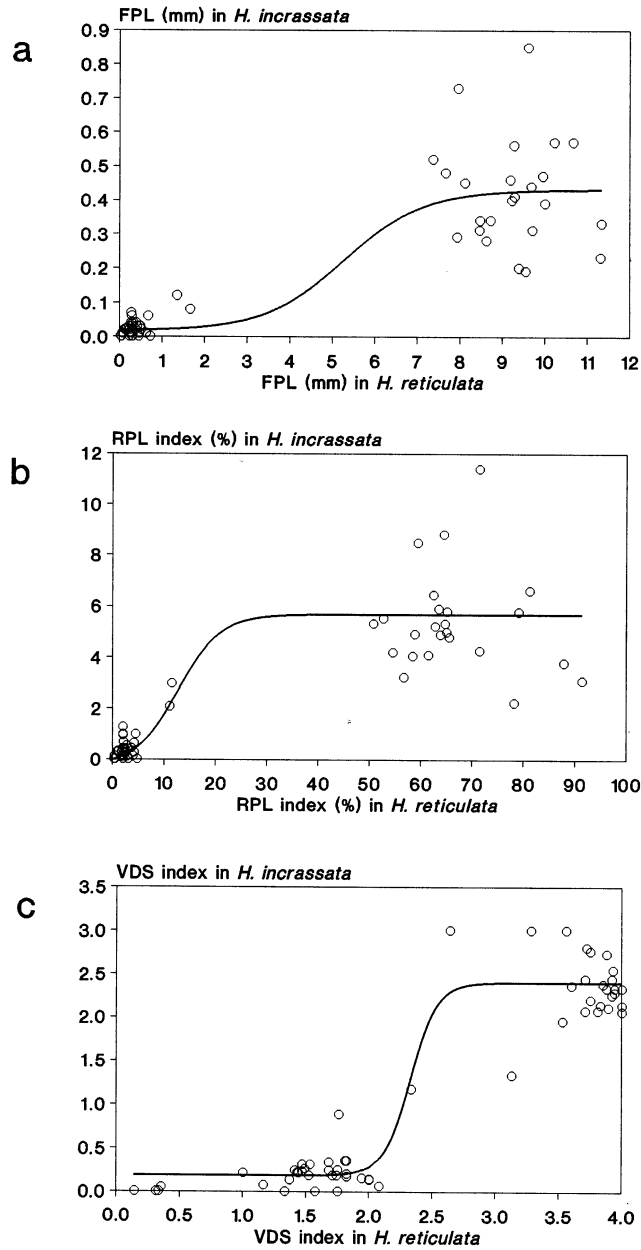 a
FPL (mm) in H. incrassata
0.9
0.8
0.7
0.6
0.5
0.4
0.3
0.2
0.1
0.0
0 1 2 3 4 5 6 7 8 9 10 11 12
FPL (mm) in H. reticulata
b
RPL index (%) in H. incrassata
12
10
8
6
4
2
0
0 10 20 30 40 50 60 70 80 90 100
RPL index (%) in H. reticulata
c
VDS index in H. incrassata
3.5
3.0
2.5
2.0
1.5
1.0
0.5
0.0
0.0 0.5 1.0 1.5 2.0 2.5 3.0 3.5 4.0
VDS index in H. reticulata